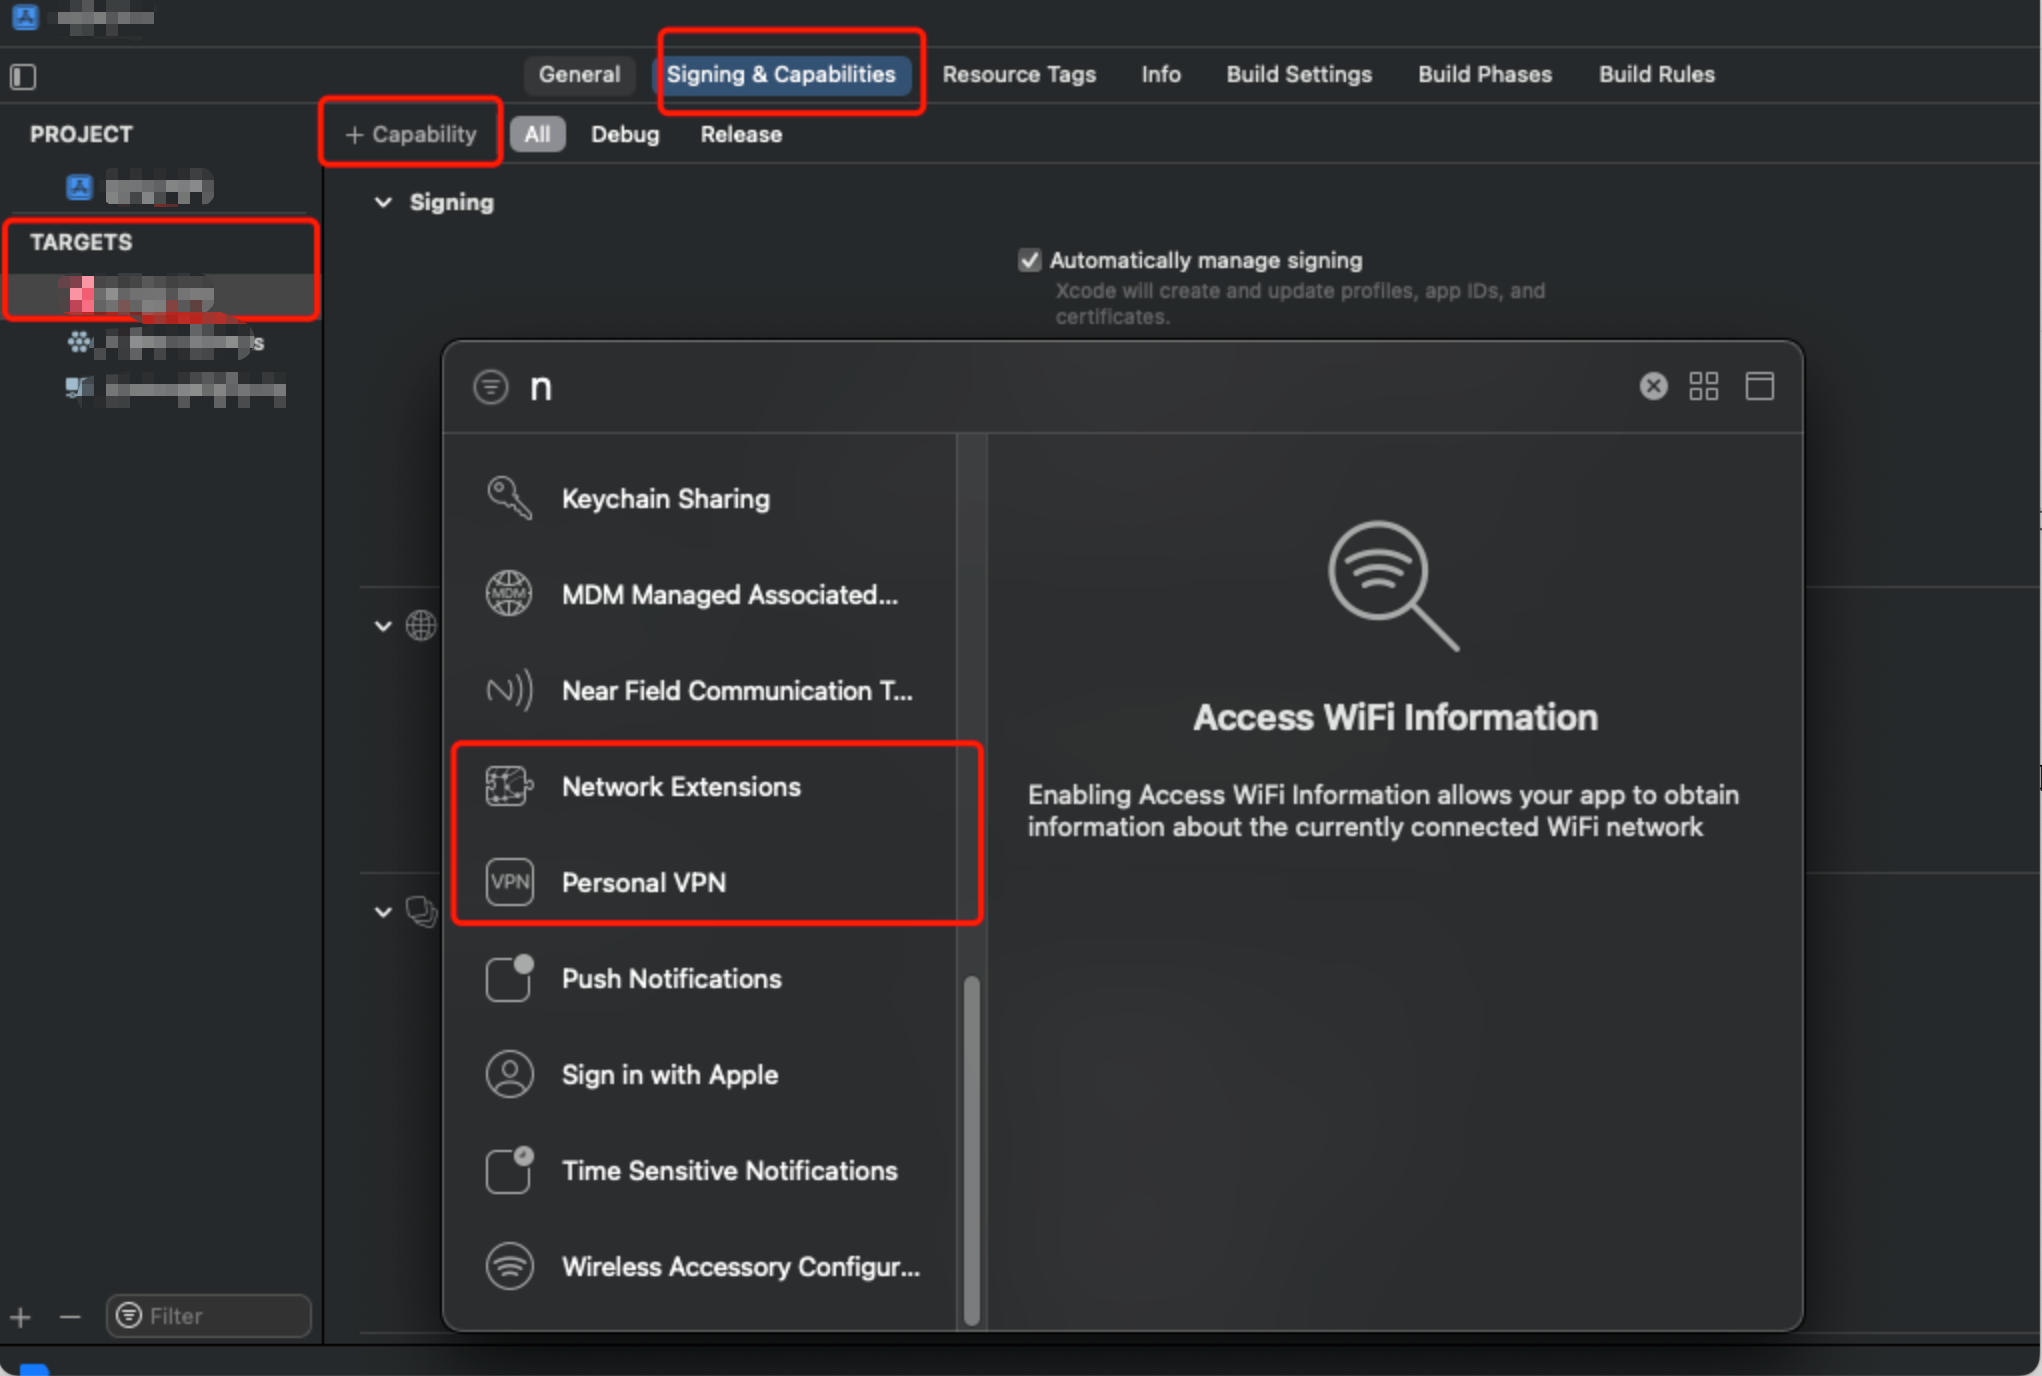 General
Signing & Capabilities
Resource Tags
Info
Build Settings
Build Phases
Build Rules
PROJECT
+ Capability
All
Debug
Release
TARGETS
s
Signing
Automatically manage signing
Xcode will create and update profiles, app IDs, and
certificates.
n
Keychain Sharing
MDM
MDM Managed Associated...
Near Field Communication T...
Network Extensions
VPN
Personal VPN
Push Notifications
Sign in with Apple
Time Sensitive Notifications
Wireless Accessory Configur...
Access WiFi Information
Enabling Access WiFi Information allows your app to obtain
information about the currently connected WiFi network
Filter